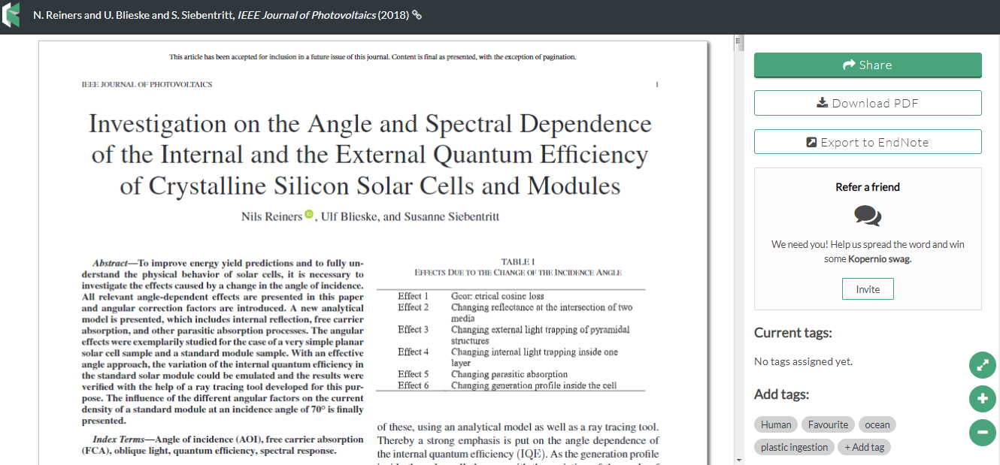 N. Reiners and U. Blieske and S. Siebentritt, IEEE Journal of Photovoltaics (2018)
This article has been accepted for inclusion in a future issue of this journal. Content is final as presented, with the exception of pagination.
IEEE JOURNAL OF PHOTOVOLTAICS 1
Investigation on the Angle and Spectral Dependence
of the Internal and the External Quantum Efficiency
of Crystalline Silicon Solar Cells and Modules
Nils Reiners, Ulf Blieske, and Susanne Siebentritt
Abstract—To improve energy yield predictions and to fully un-
derstand the physical behavior of solar cells, it is necessary to
investigate the effects caused by a change in the angle of incidence.
All relevant angle-dependent effects are presented in this paper
and angular correction factors are introduced. A new analytical
model is presented, which includes internal reflection, free carrier
absorption, and other parasitic absorption processes. The angular
effects were exemplarily studied for the case of a very simple planar
solar cell sample and a standard module sample. With an effective
angle approach, the variation of the internal quantum efficiency in
the standard solar module could be emulated and the results were
verified with the help of a ray tracing tool developed for this pur-
pose. The influence of the different angular factors on the current
density of a standard module at an incidence angle of 70° is finally
presented.
Index Terms—Angle of incidence (AOI), free carrier absorption
(FCA), oblique light, quantum efficiency, spectral response.
TABLE I
EFFECTS DUE TO THE CHANGE OF THE INCIDENCE ANGLE
Effect 1 Geometrical cosine loss
Effect 2 Changing reflectance at the intersection of two
media
Effect 3 Changing external light trapping of pyramidal
structures
Effect 4 Changing internal light trapping inside one
layer
Effect 5 Changing parasitic absorption
Effect 6 Changing generation profile inside the cell
of these, using an analytical model as well as a ray tracing tool.
Thereby a strong emphasis is put on the angle dependence of
the internal quantum efficiency (IQE). As the generation profile
Share
Download PDF
Export to EndNote
Refer a friend
We need you! Help us spread the word and win
some Kopernio swag.
Invite
Current tags:
No tags assigned yet.
Add tags:
Human Favourite ocean
plastic ingestion + Add tag